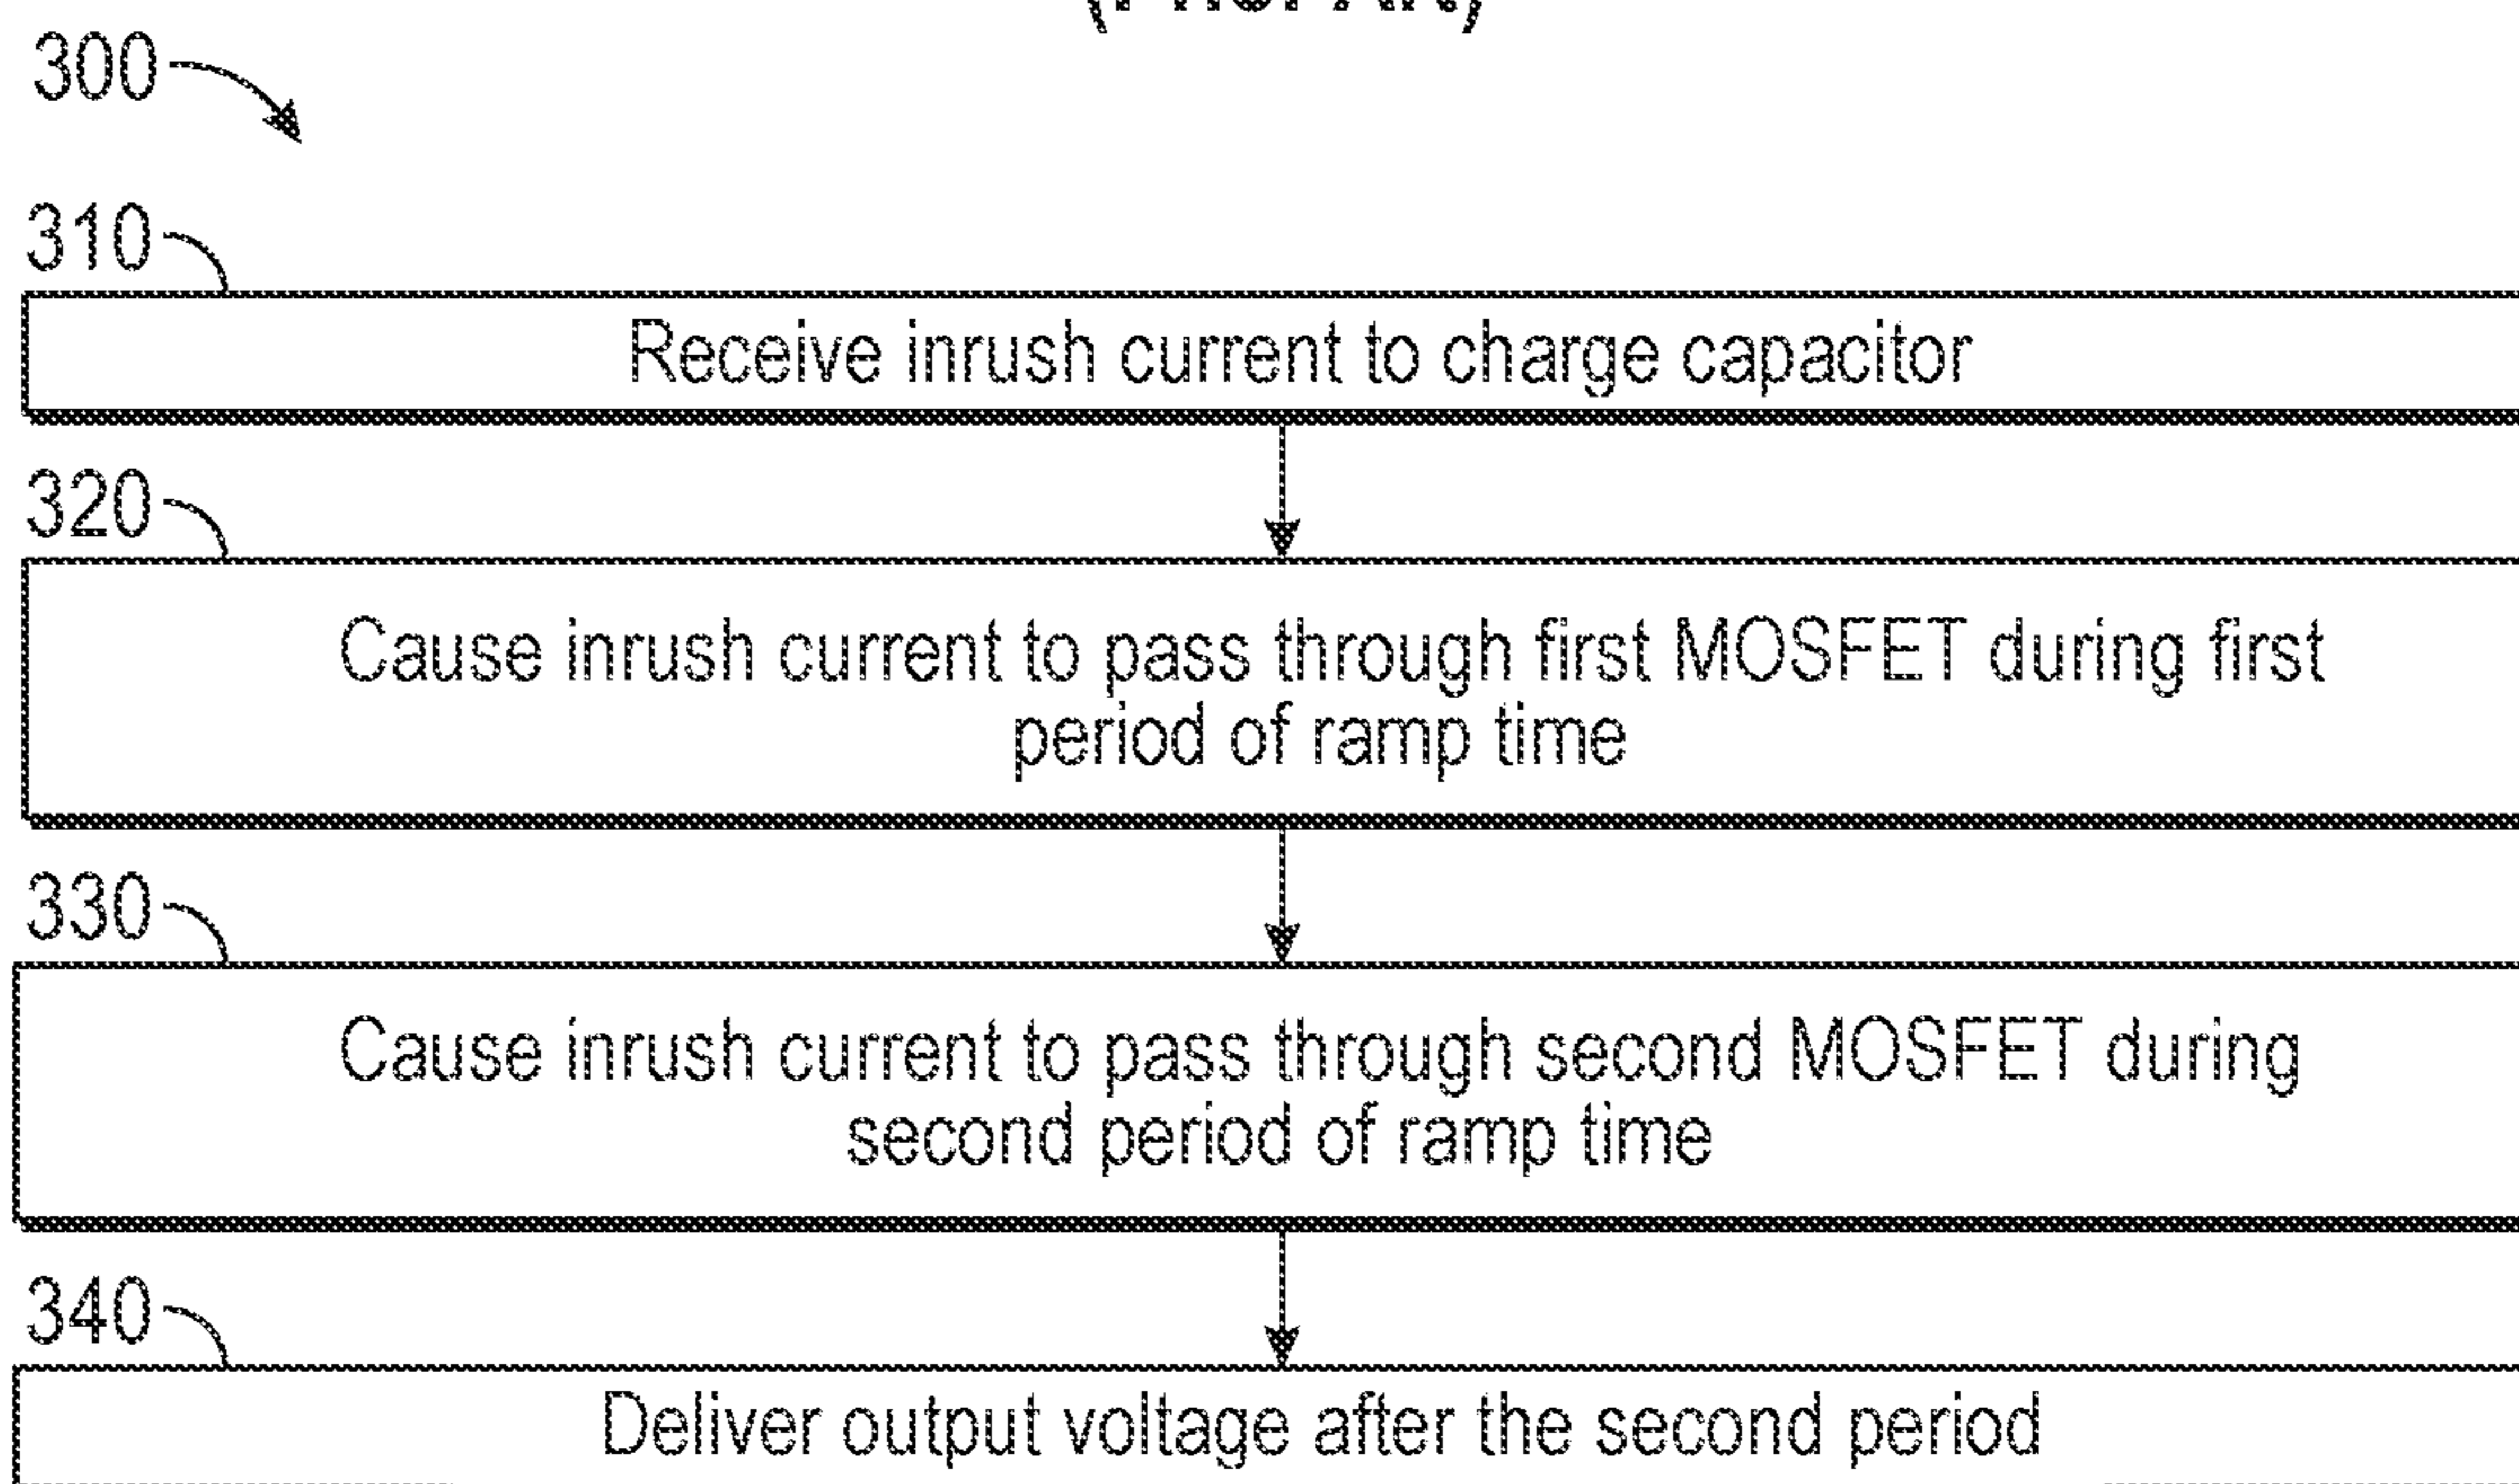 (Prior Art)
300
310
Receive inrush current to charge capacitor
320
Cause inrush current to pass through first MOSFET during first
period of ramp time
330
Cause inrush current to pass through second MOSFET during
second period of ramp time
340
Deliver output voltage after the second period